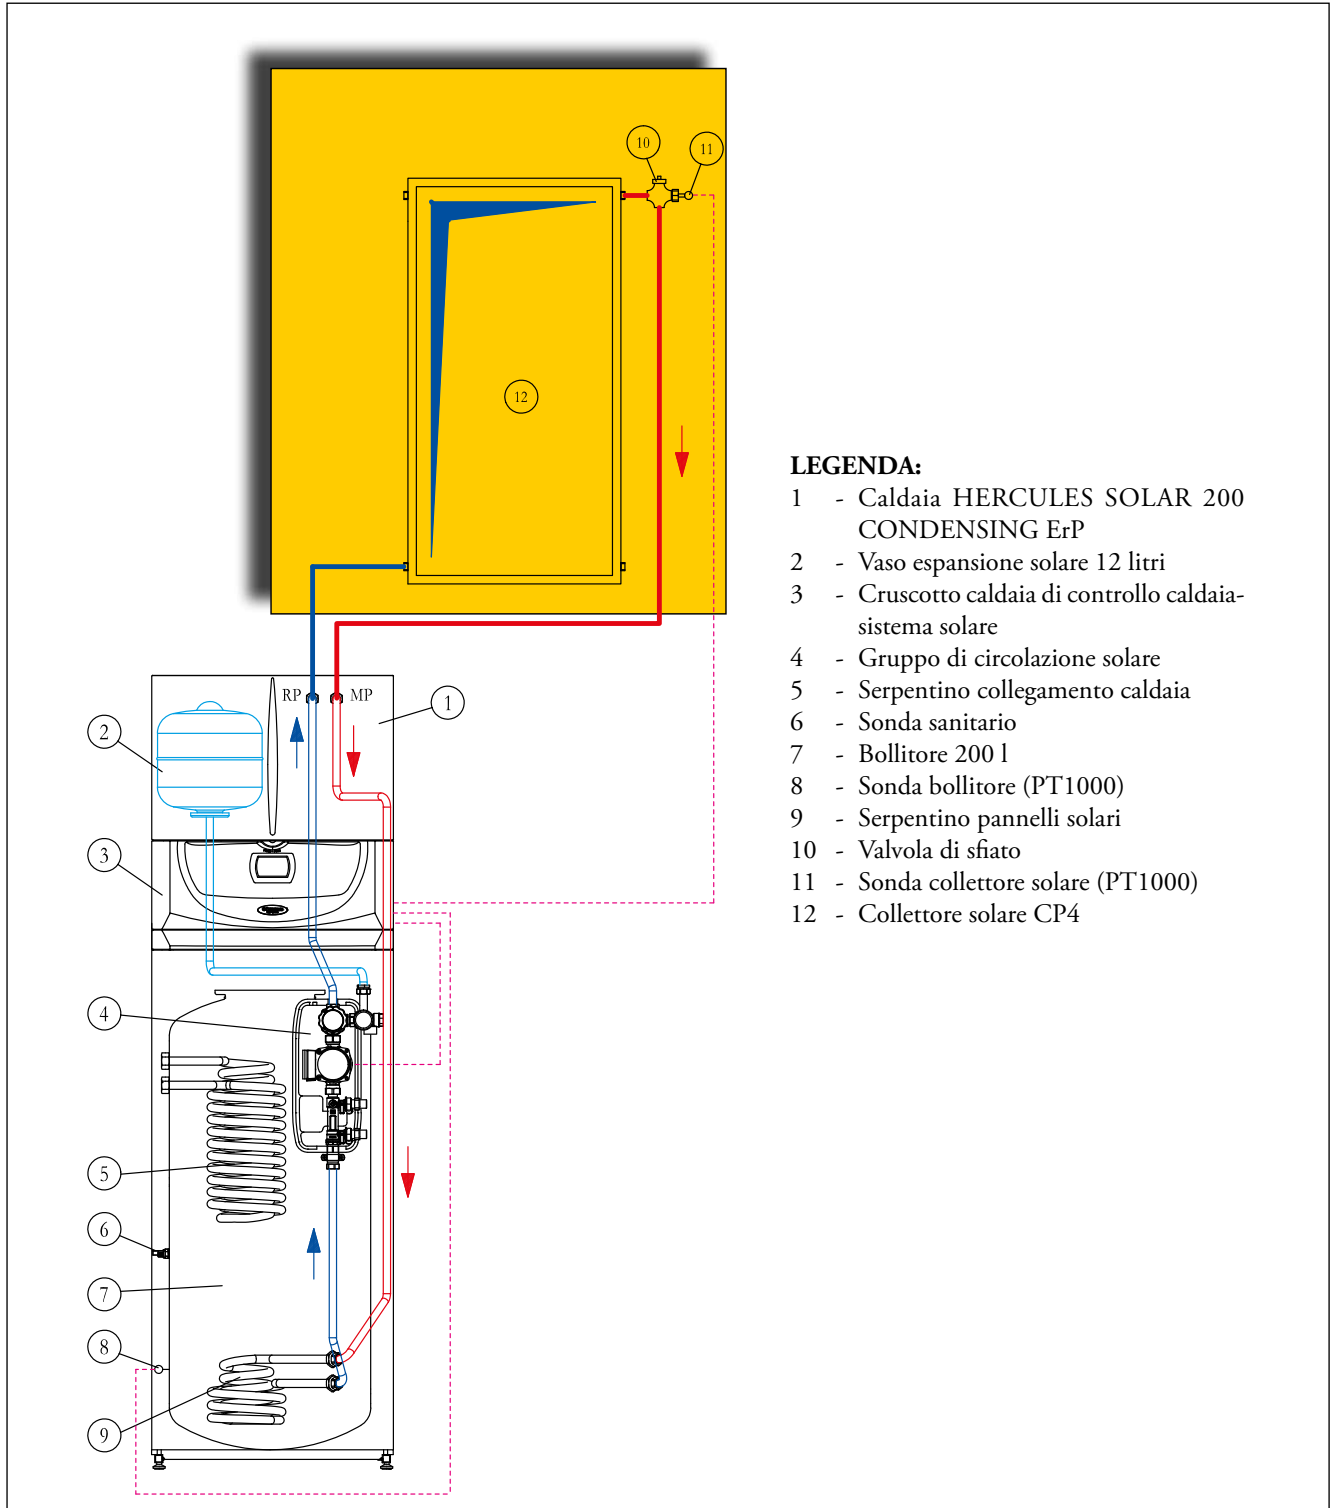 10
11
12
LEGENDA:
1 - Caldaia HERCULES SOLAR 200
CONDENSING ErP
2 - Vaso espansione solare 12 litri
3 - Cruscotto caldaia di controllo caldaia-
sistema solare
4 - Gruppo di circolazione solare
5 - Serpentino collegamento caldaia
6 - Sonda sanitario
7 - Bollitore 200 l
8 - Sonda bollitore (PT1000)
9 - Serpentino pannelli solari
10 - Valvola di sfiato
11 - Sonda collettore solare (PT1000)
12 - Collettore solare CP4
RP MP
1
2
3
4
5
6
7
8
9